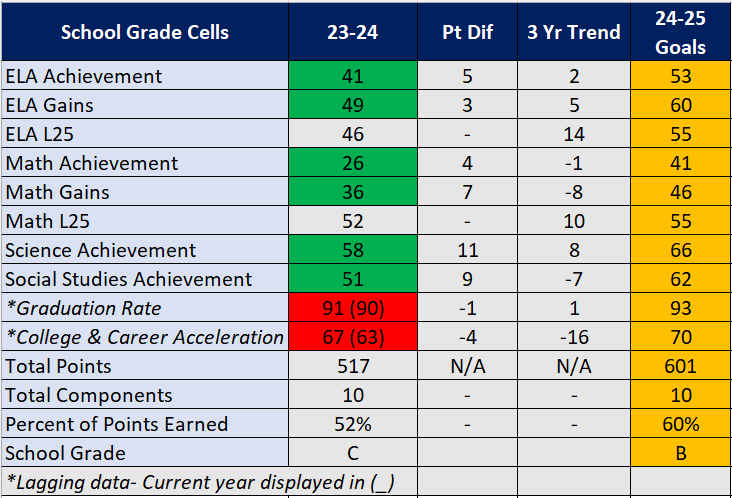 School Grade Cells 23-24 Pt Dif 3 Yr Trend 24-25 Goals
ELA Achievement 41 5 2 53
ELA Gains 49 3 5 60
ELA L25 46 - 14 55
Math Achievement 26 4 -1 41
Math Gains 36 7 -8 46
Math L25 52 - 10 55
Science Achievement 58 11 8 66
Social Studies Achievement 51 9 -7 62
*Graduation Rate 91 (90) -1 1 93
*College & Career Acceleration 67 (63) -4 -16 70
Total Points 517 N/A N/A 601
Total Components 10 - - 10
Percent of Points Earned 52% - - 60%
School Grade C B
*Lagging data- Current year displayed in (_)